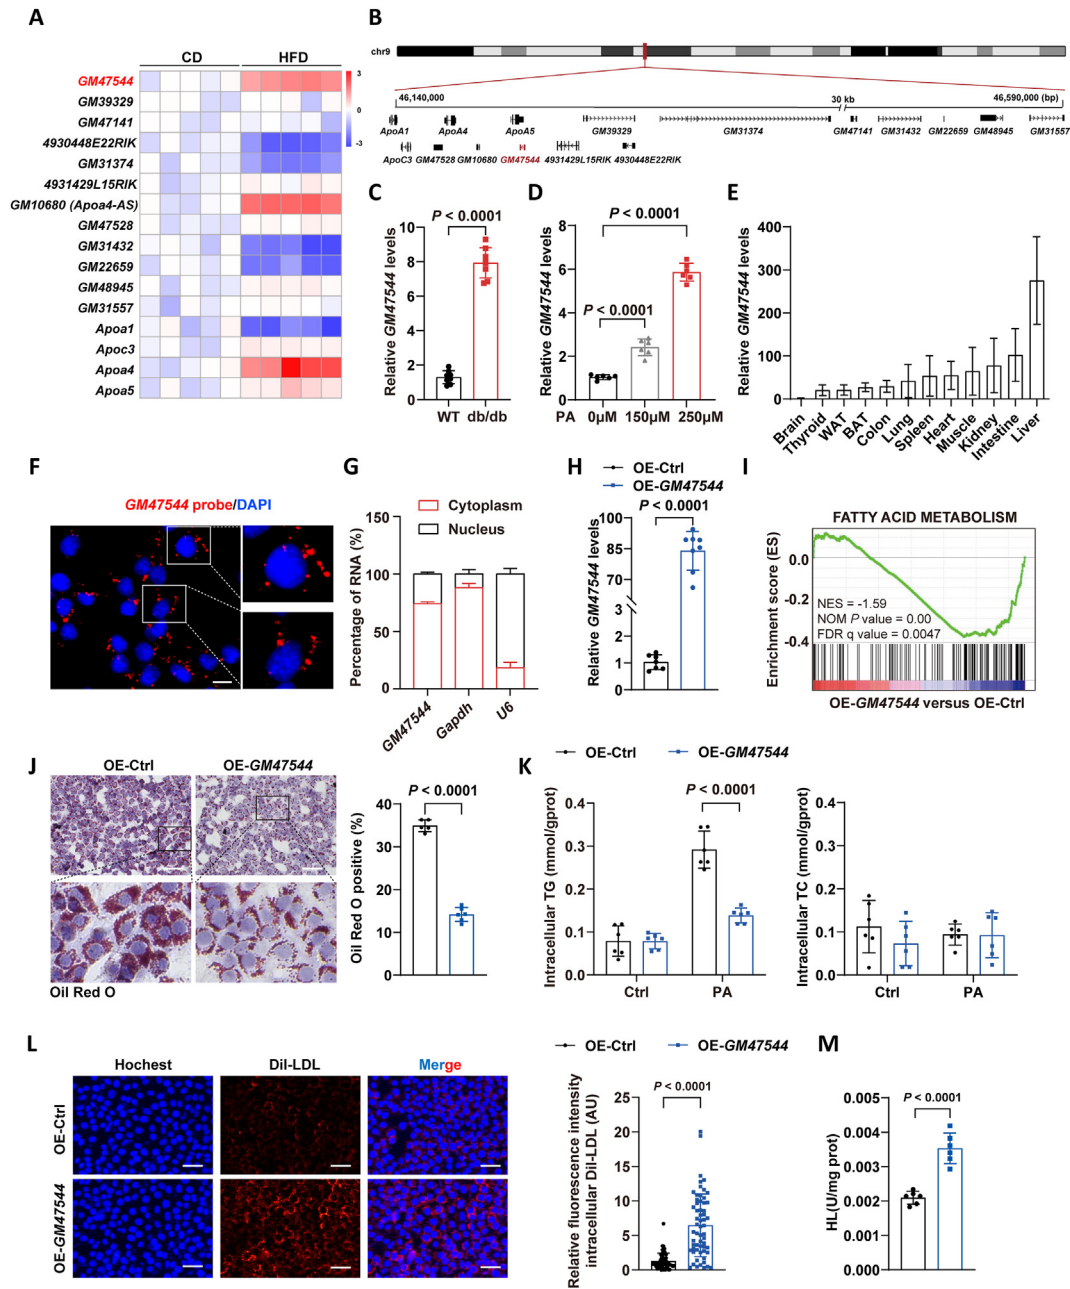 A
CD HFD
GM47544
GM39329
GM47141
4930448E22RIK
GM31374
4931429L15RIK
GM10680 (Apoa4-AS)
GM47528
GM31432
GM22659
GM48945
GM31557
Apoa1
Apoc3
Apoa4
Apoa5
3
0
-3
B
chr9
46,140,000 30 kb 46,590,000 (bp)
ApoA1 ApoA4 ApoA5 GM39329 GM31374 GM47141 GM31432 GM22659 GM48945 GM31557
ApoC3 GM47528 GM10680 GM47544 4931429L15RIK 4930448E22RIK
C
P < 0.0001
Relative GM47544 levels
10
8
6
4
2
0
WT db/db
D
P < 0.0001
P < 0.0001
Relative GM47544 levels
8
6
4
2
0
PA 0μM 150μM 250μM
E
Relative GM47544 levels
400
300
200
100
0
Brain
Thyroid
WAT
BAT
Colon
Lung
Spleen
Heart
Muscle
Kidney
Intestine
Liver
F
GM47544 probe/DAPI
G
Cytoplasm
Nucleus
Percentage of RNA (%)
150
100
50
0
GM47544
Gapdh
U6
H
OE-Ctrl
OE-GM47544
P < 0.0001
Relative GM47544 levels
100
85
70
3
2
1
0
I
FATTY ACID METABOLISM
Enrichment score (ES)
0.0
-0.2
-0.4
NES = -1.59
NOM P value = 0.00
FDR q value = 0.0047
OE-GM47544 versus OE-Ctrl
J
OE-Ctrl OE-GM47544
Oil Red O
P < 0.0001
Oil Red O positive (%)
40
30
20
10
0
OE-Ctrl OE-GM47544
K
P < 0.0001
Intracellular TG (mmol/gprot)
0.4
0.3
0.2
0.1
0.0
Ctrl PA
Intracellular TC (mmol/gprot)
0.4
0.3
0.2
0.1
0.0
Ctrl PA
L
Hochest Dil-LDL Merge
OE-Ctrl
OE-GM47544
OE-Ctrl OE-GM47544
P < 0.0001
Relative fluorescence intensity
intracellular Dil-LDL (AU)
25
20
15
10
5
0
M
P < 0.0001
HL(U/mg prot)
0.005
0.004
0.003
0.002
0.001
0.000